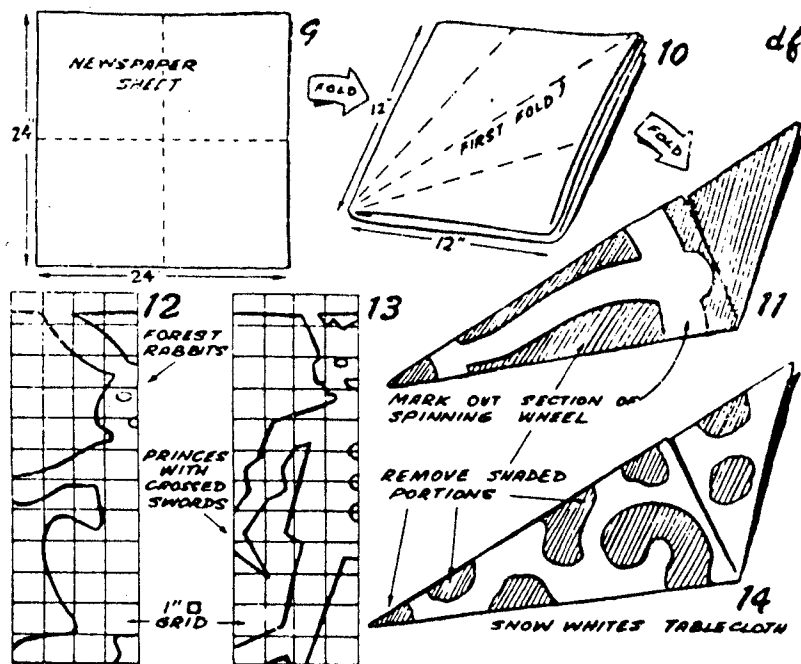 9
NEWSPAPER
SHEET
24
24
FOLD
10
12"
FIRST FOLD
12"
FOLD
11
MARK OUT SECTION OF
SPINNING WHEEL
12
FOREST
RABBITS
13
PRINCES
WITH
CROSSED
SWORDS
1" □
GRID
REMOVE SHADED
PORTIONS
14
SNOW WHITES TABLECLOTH